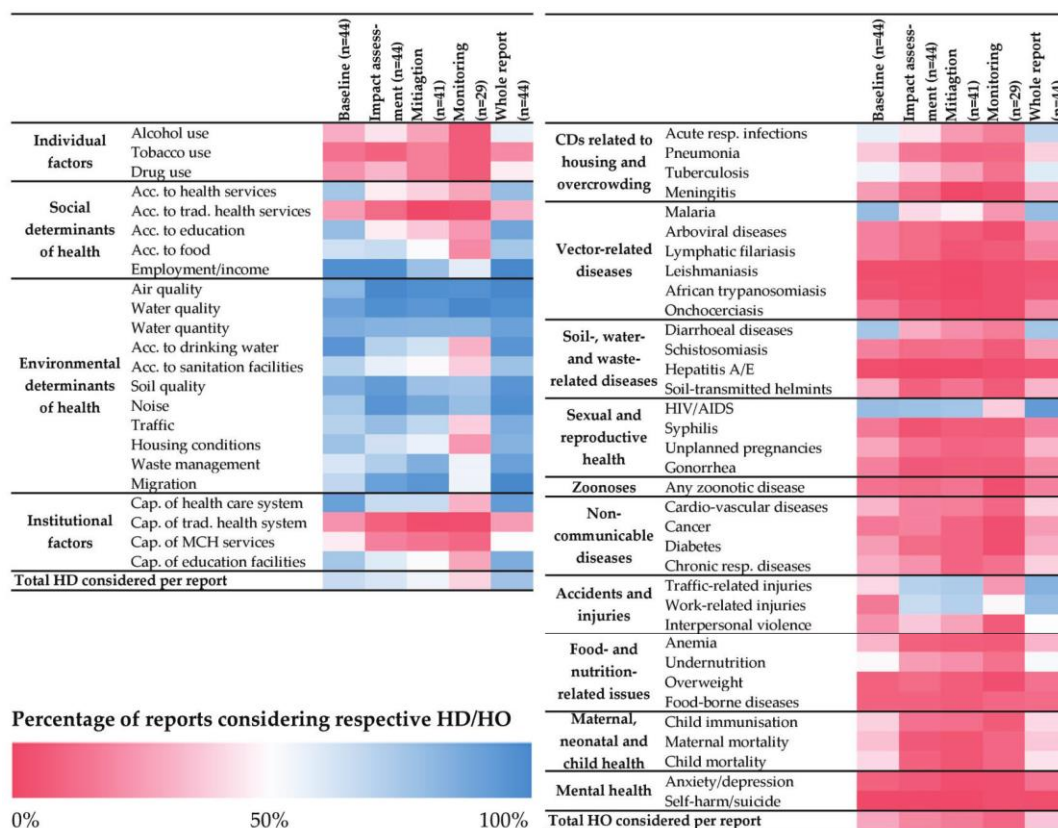 Baseline (n=44)
Impact assess-
ment (n=44)
Mitiagtion
(n=41)
Monitoring
(n=29)
Whole report
(n=44)
Individual
factors
Alcohol use
Tobacco use
Drug use
Social
determinants
of health
Acc. to health services
Acc. to trad. health services
Acc. to education
Acc. to food
Employment/income
Environmental
determinants
of health
Air quality
Water quality
Water quantity
Acc. to drinking water
Acc. to sanitation facilities
Soil quality
Noise
Traffic
Housing conditions
Waste management
Migration
Institutional
factors
Cap. of health care system
Cap. of trad. health system
Cap. of MCH services
Cap. of education facilities
Total HD considered per report
Percentage of reports considering respective HD/HO
0%
50%
100%
Baseline (n=44)
Impact assess-
ment (n=44)
Mitiagtion
(n=41)
Monitoring
(n=29)
Whole report
(n=44)
CDs related to
housing and
overcrowding
Acute resp. infections
Pneumonia
Tuberculosis
Meningitis
Vector-related
diseases
Malaria
Arboviral diseases
Lymphatic filariasis
Leishmaniasis
African trypanosomiasis
Onchocerciasis
Soil-, water-
and waste-
related diseases
Diarrhoeal diseases
Schistosomiasis
Hepatitis A/E
Soil-transmitted helmints
Sexual and
reproductive
health
HIV/AIDS
Syphilis
Unplanned pregnancies
Gonorrhea
Zoonoses
Any zoonotic disease
Non-
communicable
diseases
Cardio-vascular diseases
Cancer
Diabetes
Chronic resp. diseases
Accidents and
injuries
Traffic-related injuries
Work-related injuries
Interpersonal violence
Food- and
nutrition-
related issues
Anemia
Undernutrition
Overweight
Food-borne diseases
Maternal,
neonatal and
child health
Child immunisation
Maternal mortality
Child mortality
Mental health
Anxiety/depression
Self-harm/suicide
Total HO considered per report